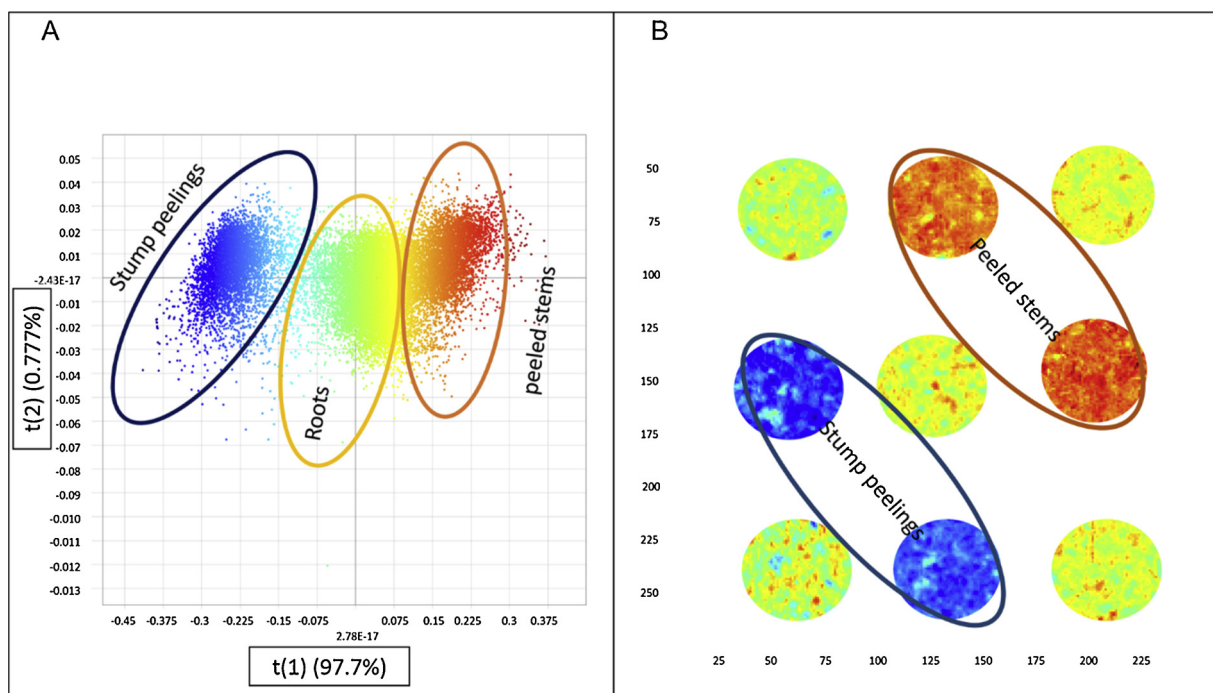 A
Stump peelings
Roots
peeled stems
0.05
0.04
0.03
0.02
0.01
-2.43E-17
-0.01
-0.02
-0.03
-0.04
-0.05
-0.06
-0.07
-0.08
-0.09
-0.010
-0.011
-0.012
-0.013
t(2) (0.777%)
-0.45 -0.375 -0.3 -0.225 -0.15 -0.075 0.075 0.15 0.225 0.3 0.375
2.78E-17
t(1) (97.7%)
B
50
75
100
125
150
175
200
225
250
Peeled stems
Stump peelings
25 50 75 100 125 150 200 225